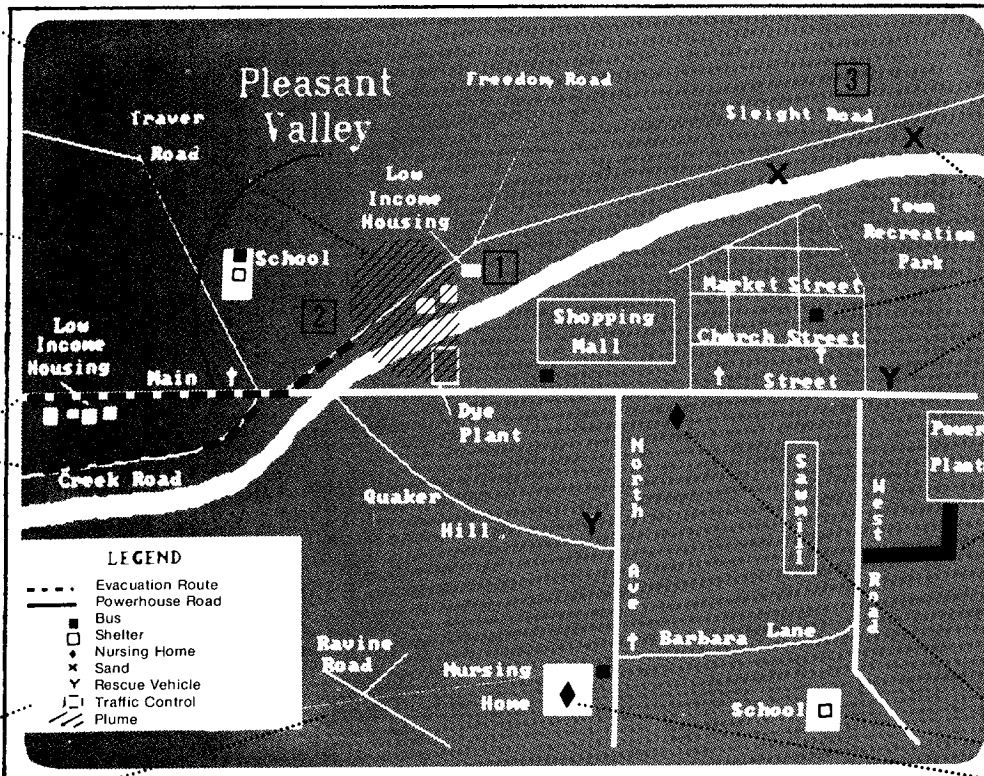 Pleasant
Valley
Freedom Road
3
Sleight Road
Traver
Road
Low
Income
Housing
Town
Recreation
Park
School
1
Market Street
2
Shopping
Mall
Church Street
Low
Income
Housing
Main
Street
Dye
Plant
Power
Plant
Creek Road
Quaker
Hill
North
Ave
Sawmill
West
Road
LEGEND
Evacuation Route
Powerhouse Road
Bus
Shelter
Nursing Home
Sand
Rescue Vehicle
Traffic Control
Plume
Ravine
Road
Barbara Lane
Nursing
Home
School